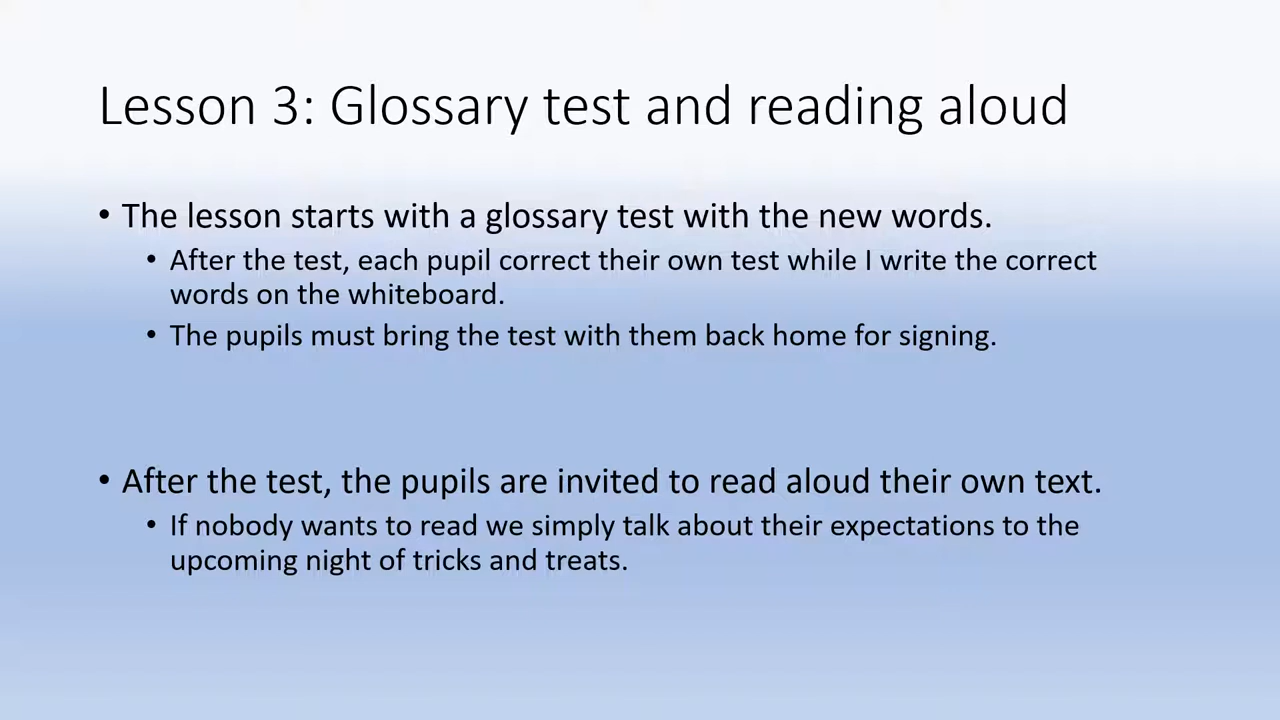 Lesson 3: Glossary test and reading aloud
• The lesson starts with a glossary test with the new words.
• After the test, each pupil correct their own test while I write the correct
words on the whiteboard.
• The pupils must bring the test with them back home for signing.
• After the test, the pupils are invited to read aloud their own text.
• If nobody wants to read we simply talk about their expectations to the
upcoming night of tricks and treats.